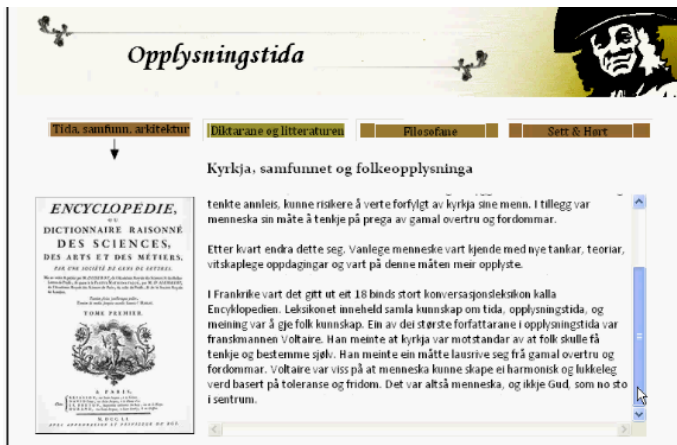 Opplysningstida
Tida, samfunn, arkitektur
Diktarane og litteraturen
Filosofane
Sett & Hørt
Kyrkja, samfunnet og folkeopplysninga
tenkte annleis, kunne risikere å verte forfylgt av kyrkja sine menn. I tillegg var
menneska sin måte å tenkje på prega av gamal overtru og fordommar.
Etter kvart endra dette seg. Vanlege menneske vart kjende med nye tankar, teoriar,
vitskaplege oppdagingar og vart på denne måten meir opplyste.
I Frankrike vart det gitt ut eit 18 binds stort konversasjonsleksikon kalla
Encyklopedien. Leksikonet inneheld samla kunnskap om tida, opplysningstida, og
meining var å gje folk kunnskap. Ein av dei største forfattarane i opplysningstida var
franskmannen Voltaire. Han meinte at kyrkja var motstandar av at folk skulle få
tenkje og bestemme sjølv. Han meinte ein måtte lausrive seg frå gamal overtru og
fordommar. Voltaire var viss på at menneska kunne skape ei harmonisk og lukkeleg
verd basert på toleranse og fridom. Det var altså menneska, og ikkje Gud, som no sto
i sentrum.
ENCYCLOPEDIE,
OU
DICTIONNAIRE RAISONNÉ
DES SCIENCES,
DES ARTS ET DES MÉTIERS,
PAR UNE SOCIÉTÉ DE GENS DE LETTRES.
TOME PREMIER.
A PARIS,
M. DCC. LI.